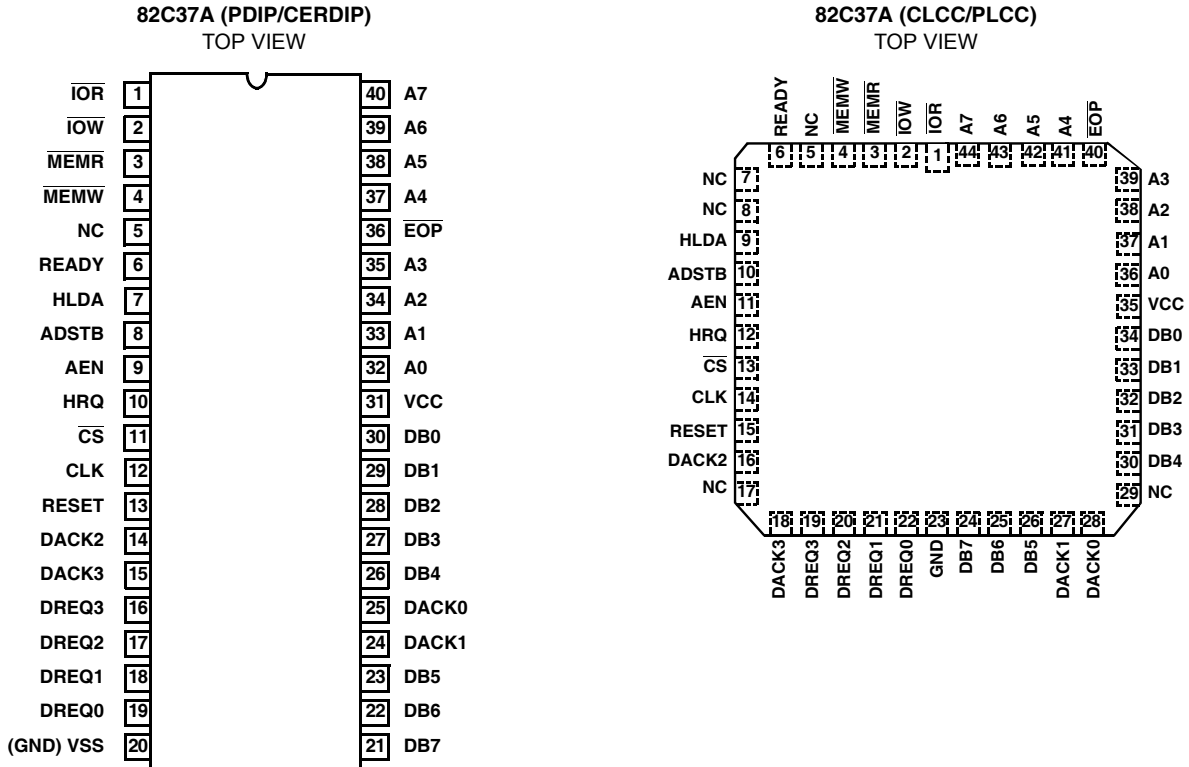 82C37A (PDIP/CERDIP)
TOP VIEW
IOR 1 40 A7
IOW 2 39 A6
MEMR 3 38 A5
MEMW 4 37 A4
NC 5 36 EOP
READY 6 35 A3
HLDA 7 34 A2
ADSTB 8 33 A1
AEN 9 32 A0
HRQ 10 31 VCC
CS 11 30 DB0
CLK 12 29 DB1
RESET 13 28 DB2
DACK2 14 27 DB3
DACK3 15 26 DB4
DREQ3 16 25 DACK0
DREQ2 17 24 DACK1
DREQ1 18 23 DB5
DREQ0 19 22 DB6
(GND) VSS 20 21 DB7
82C37A (CLCC/PLCC)
TOP VIEW
READY NC MEMW MEMR IOW IOR A7 A6 A5 A4 EOP
6 5 4 3 2 1 44 43 42 41 40
NC 7 39 A3
NC 8 38 A2
HLDA 9 37 A1
ADSTB 10 36 A0
AEN 11 35 VCC
HRQ 12 34 DB0
CS 13 33 DB1
CLK 14 32 DB2
RESET 15 31 DB3
DACK2 16 30 DB4
NC 17 29 NC
18 19 20 21 22 23 24 25 26 27 28
DACK3 DREQ3 DREQ2 DREQ1 DREQ0 GND DB7 DB6 DB5 DACK1 DACK0